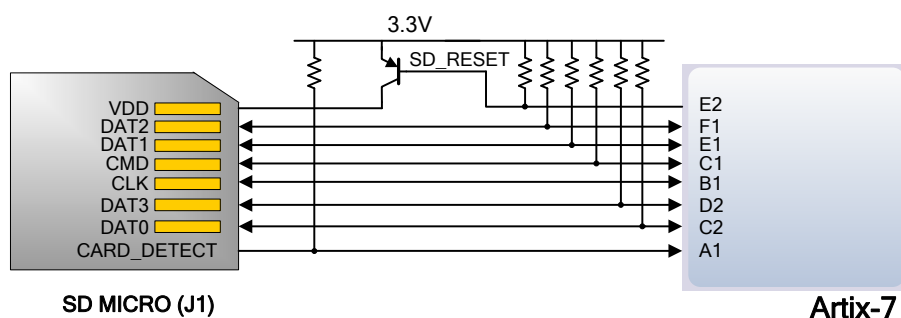 3.3V
SD_RESET
VDD
DAT2
DAT1
CMD
CLK
DAT3
DAT0
CARD_DETECT
E2
F1
E1
C1
B1
D2
C2
A1
SD MICRO (J1)
Artix-7